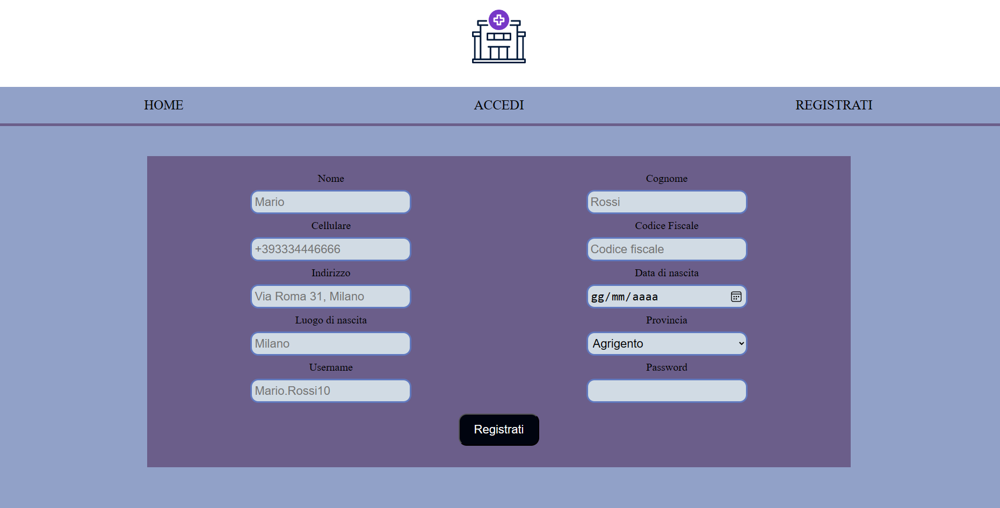 HOME ACCEDI REGISTRATI
Nome Cognome
Mario Rossi
Cellulare Codice Fiscale
+393334446666 Codice fiscale
Indirizzo Data di nascita
Via Roma 31, Milano gg/mm/aaaa
Luogo di nascita Provincia
Milano Agrigento
Username Password
Mario.Rossi10
Registrati